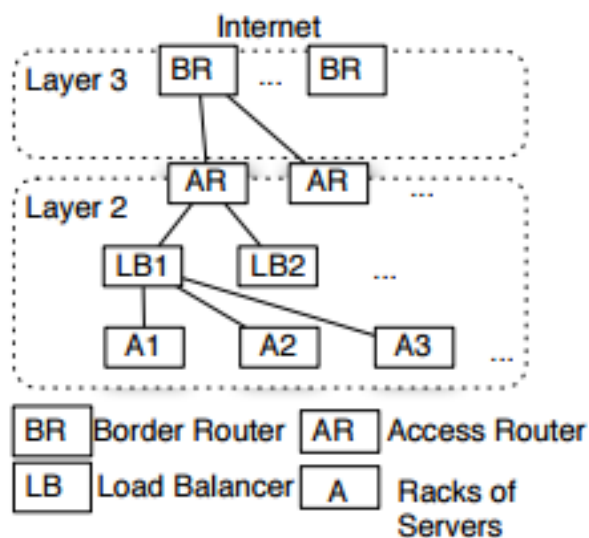 Internet
Layer 3
BR ... BR
AR AR ...
Layer 2
LB1 LB2 ...
A1 A2 A3 ...
BR Border Router AR Access Router
LB Load Balancer A Racks of
Servers